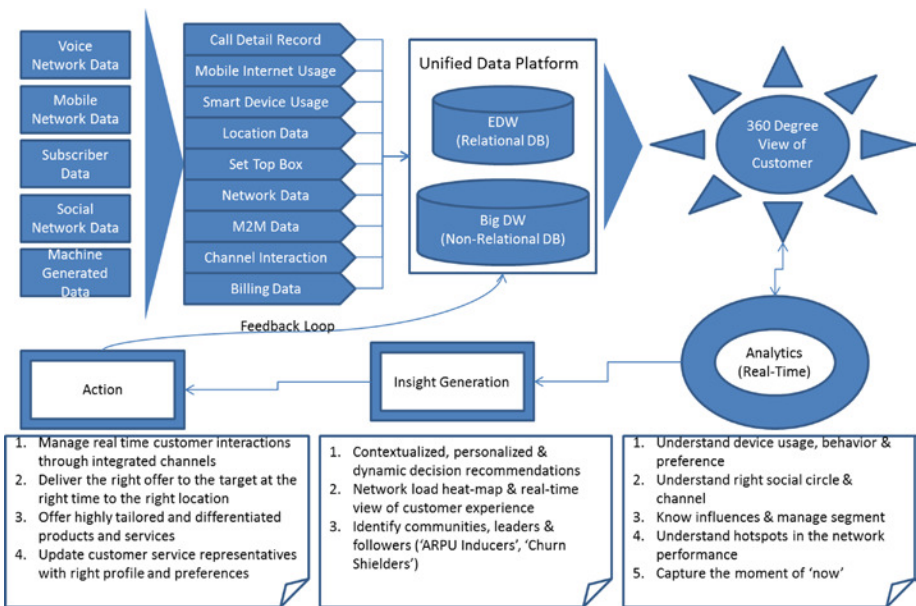 Voice
Network Data
Mobile
Network Data
Subscriber
Data
Social
Network Data
Machine
Generated
Data
Call Detail Record
Mobile Internet Usage
Smart Device Usage
Location Data
Set Top Box
Network Data
M2M Data
Channel Interaction
Billing Data
Unified Data Platform
EDW
(Relational DB)
Big DW
(Non-Relational DB)
360 Degree
View of
Customer
Feedback Loop
Action
Insight Generation
Analytics
(Real-Time)
1. Manage real time customer interactions
through integrated channels
2. Deliver the right offer to the target at the
right time to the right location
3. Offer highly tailored and differentiated
products and services
4. Update customer service representatives
with right profile and preferences
1. Contextualized, personalized &
dynamic decision recommendations
2. Network load heat-map & real-time
view of customer experience
3. Identify communities, leaders &
followers ('ARPU Inducers', 'Churn
Shielders')
1. Understand device usage, behavior &
preference
2. Understand right social circle &
channel
3. Know influences & manage segment
4. Understand hotspots in the network
performance
5. Capture the moment of 'now'